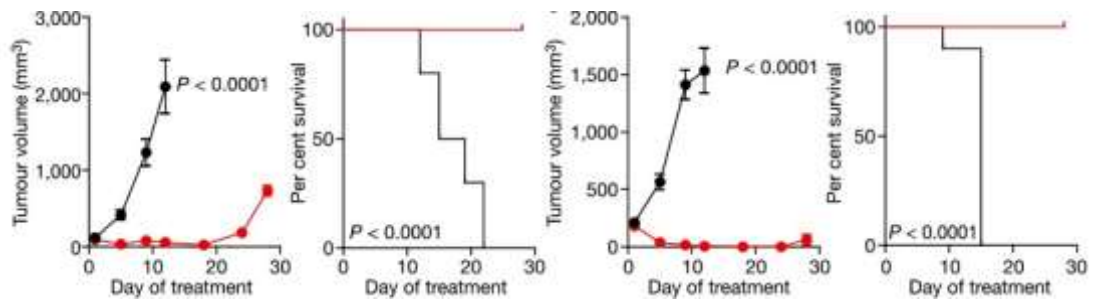 Tumour volume (mm³)
3,000
2,000
1,000
0
P < 0.0001
0 10 20 30
Day of treatment
Per cent survival
100
50
0
P < 0.0001
0 10 20 30
Day of treatment
Tumour volume (mm³)
2,000
1,500
1,000
500
0
P < 0.0001
0 10 20 30
Day of treatment
Per cent survival
100
50
0
P < 0.0001
0 10 20 30
Day of treatment